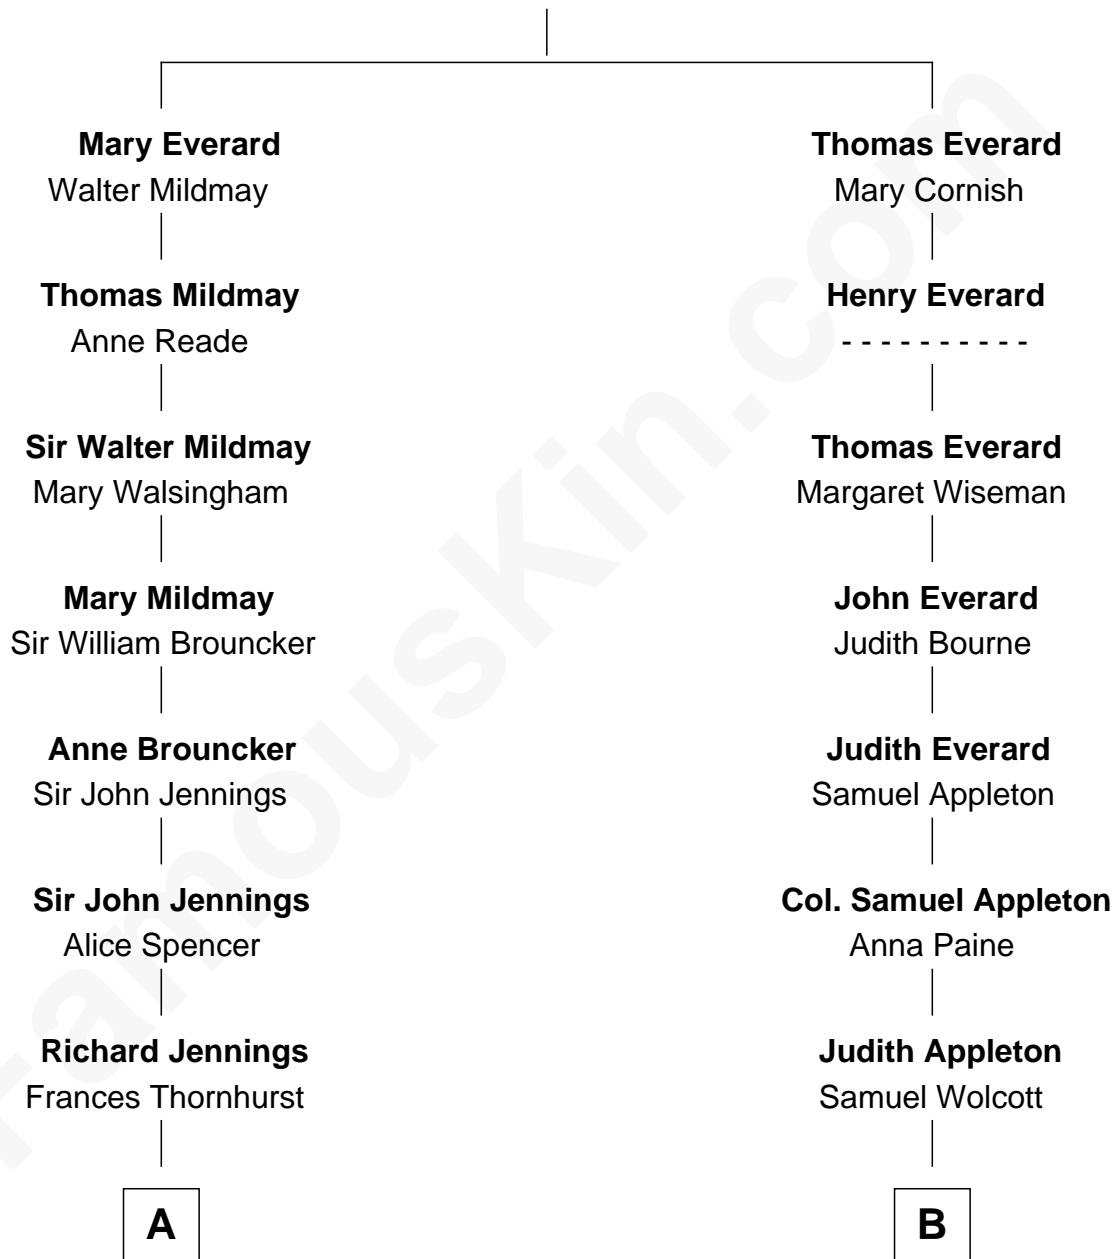 Mary Everard
Walter Mildmay
Thomas Mildmay
Anne Reade
Sir Walter Mildmay
Mary Walsingham
Mary Mildmay
Sir William Brouncker
Anne Brouncker
Sir John Jennings
Sir John Jennings
Alice Spencer
Richard Jennings
Frances Thornhurst
A
Thomas Everard
Mary Cornish
Henry Everard
- - - - - - - - - -
Thomas Everard
Margaret Wiseman
John Everard
Judith Bourne
Judith Everard
Samuel Appleton
Col. Samuel Appleton
Anna Paine
Judith Appleton
Samuel Wolcott
B
FamousKin.com